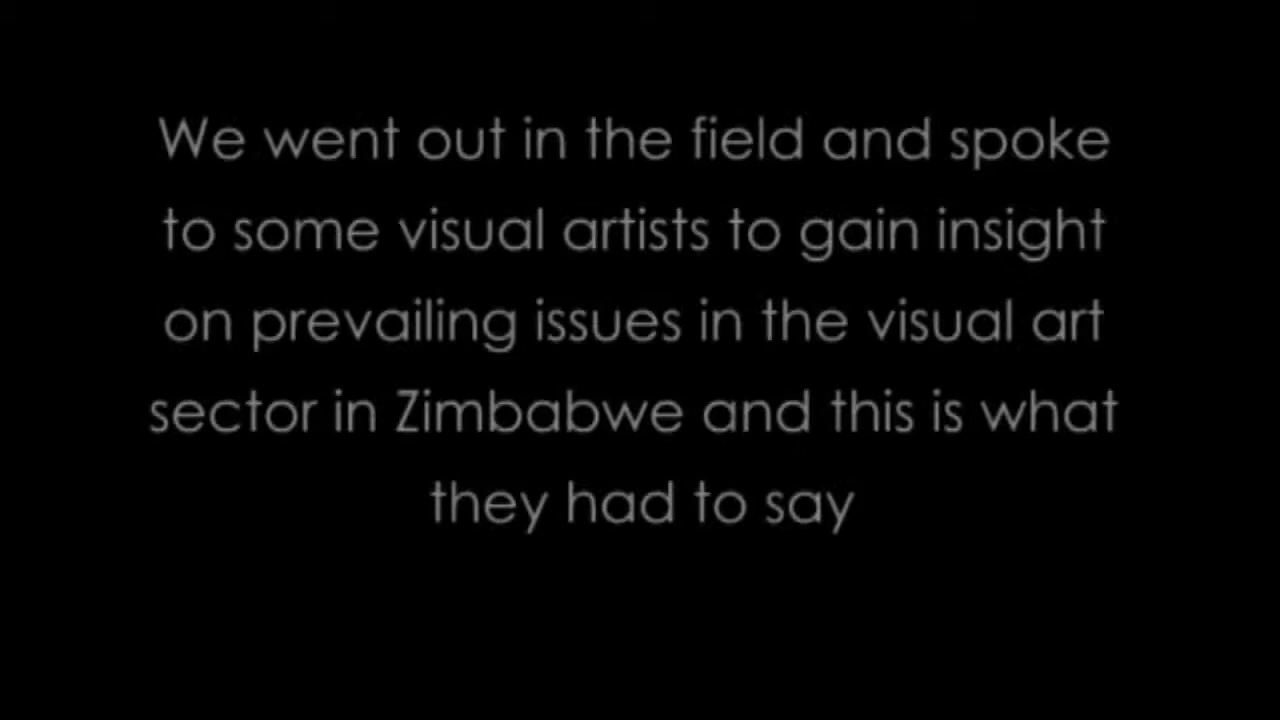 We went out in the field and spoke
to some visual artists to gain insight
on prevailing issues in the visual art
sector in Zimbabwe and this is what
they had to say